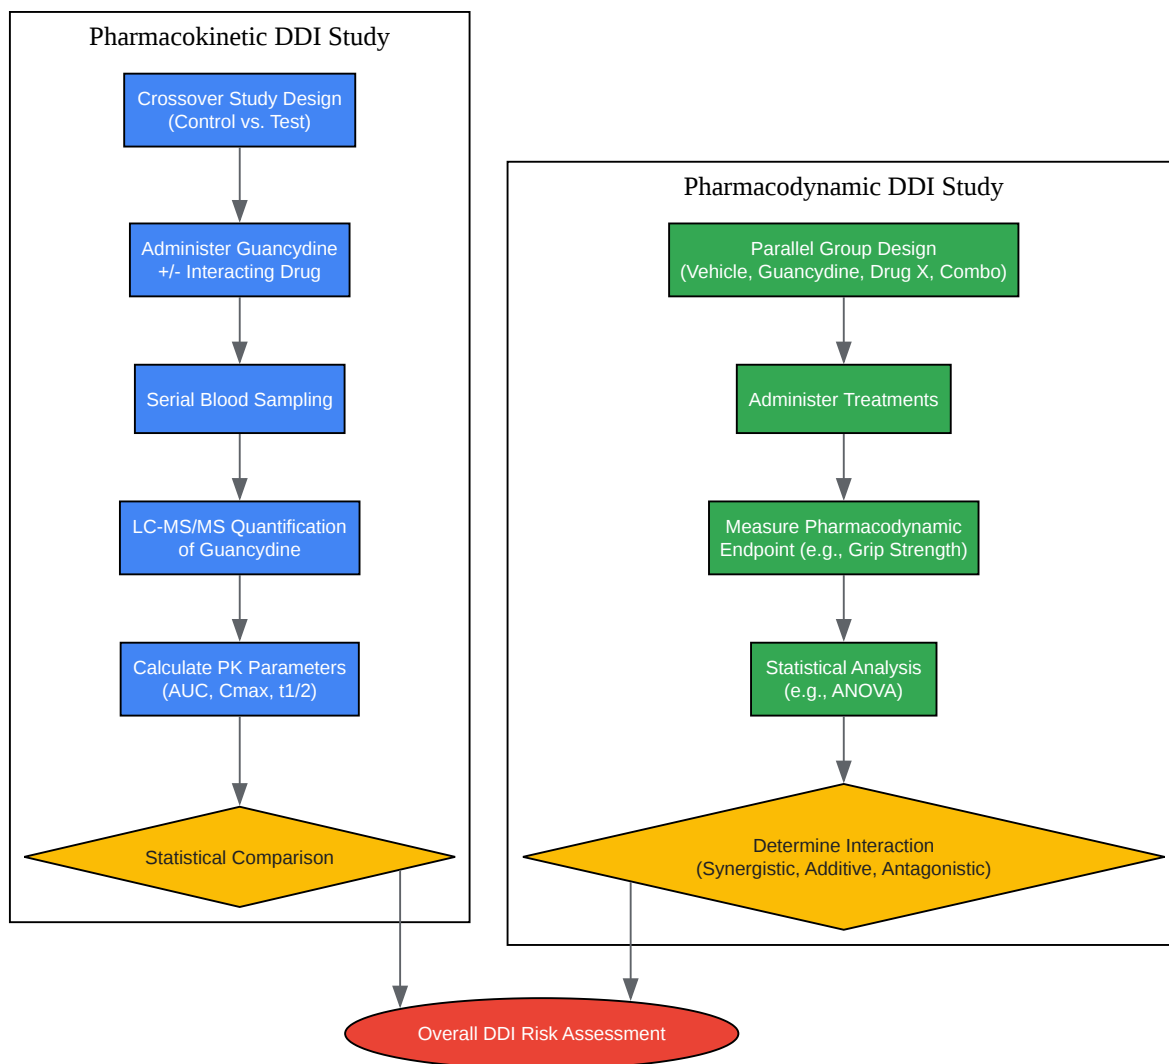 Pharmacokinetic DDI Study
Crossover Study Design
(Control vs. Test)
Administer Guancydine
+/- Interacting Drug
Serial Blood Sampling
LC-MS/MS Quantification
of Guancydine
Calculate PK Parameters
(AUC, Cmax, t1/2)
Statistical Comparison
Pharmacodynamic DDI Study
Parallel Group Design
(Vehicle, Guancydine, Drug X, Combo)
Administer Treatments
Measure Pharmacodynamic
Endpoint (e.g., Grip Strength)
Statistical Analysis
(e.g., ANOVA)
Determine Interaction
(Synergistic, Additive, Antagonistic)
Overall DDI Risk Assessment